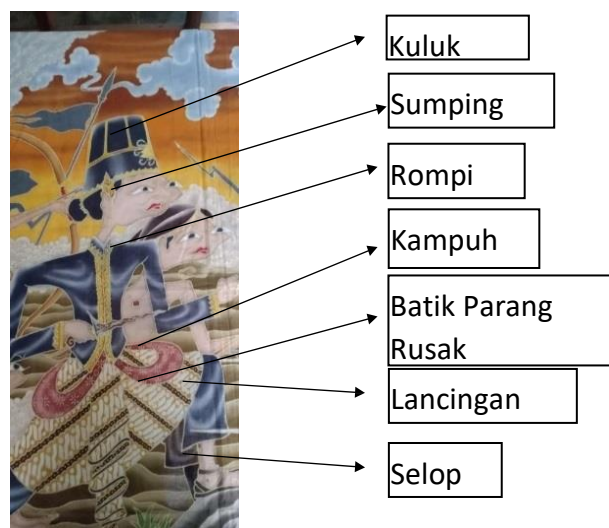 Kuluk
Sumping
Rompi
Kampuh
Batik Parang
Rusak
Lancingan
Selop